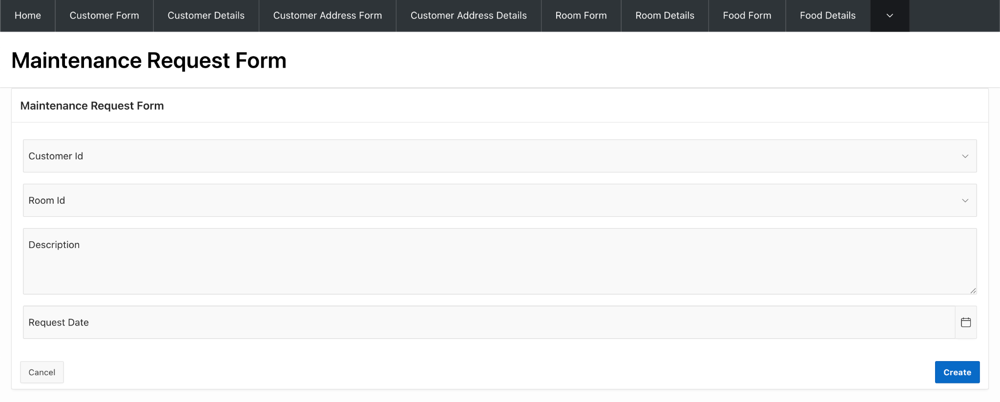 Home Customer Form Customer Details Customer Address Form Customer Address Details Room Form Room Details Food Form Food Details
Maintenance Request Form
Maintenance Request Form
Customer Id
Room Id
Description
Request Date
Cancel Create